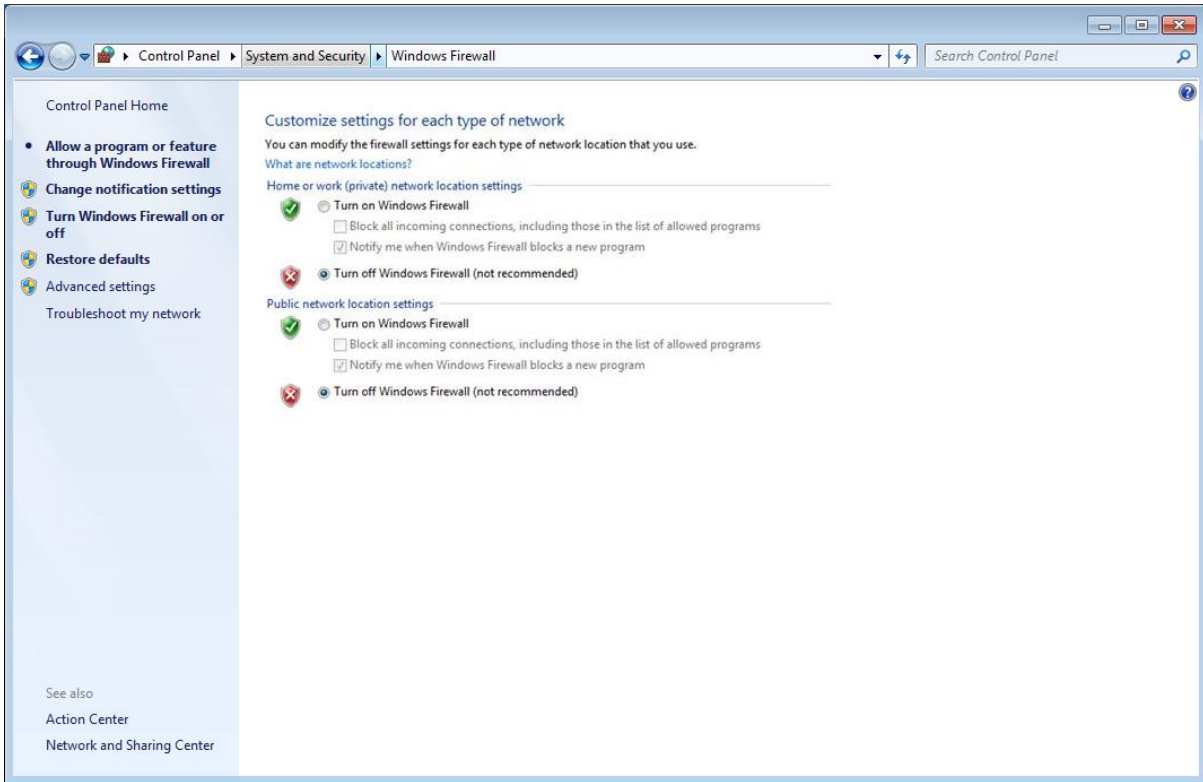 Control Panel System and Security Windows Firewall
Search Control Panel
Control Panel Home
Allow a program or feature
through Windows Firewall
Change notification settings
Turn Windows Firewall on or
off
Restore defaults
Advanced settings
Troubleshoot my network
See also
Action Center
Network and Sharing Center
Customize settings for each type of network
You can modify the firewall settings for each type of network location that you use.
What are network locations?
Home or work (private) network location settings
Turn on Windows Firewall
Block all incoming connections, including those in the list of allowed programs
Notify me when Windows Firewall blocks a new program
Turn off Windows Firewall (not recommended)
Public network location settings
Turn on Windows Firewall
Block all incoming connections, including those in the list of allowed programs
Notify me when Windows Firewall blocks a new program
Turn off Windows Firewall (not recommended)